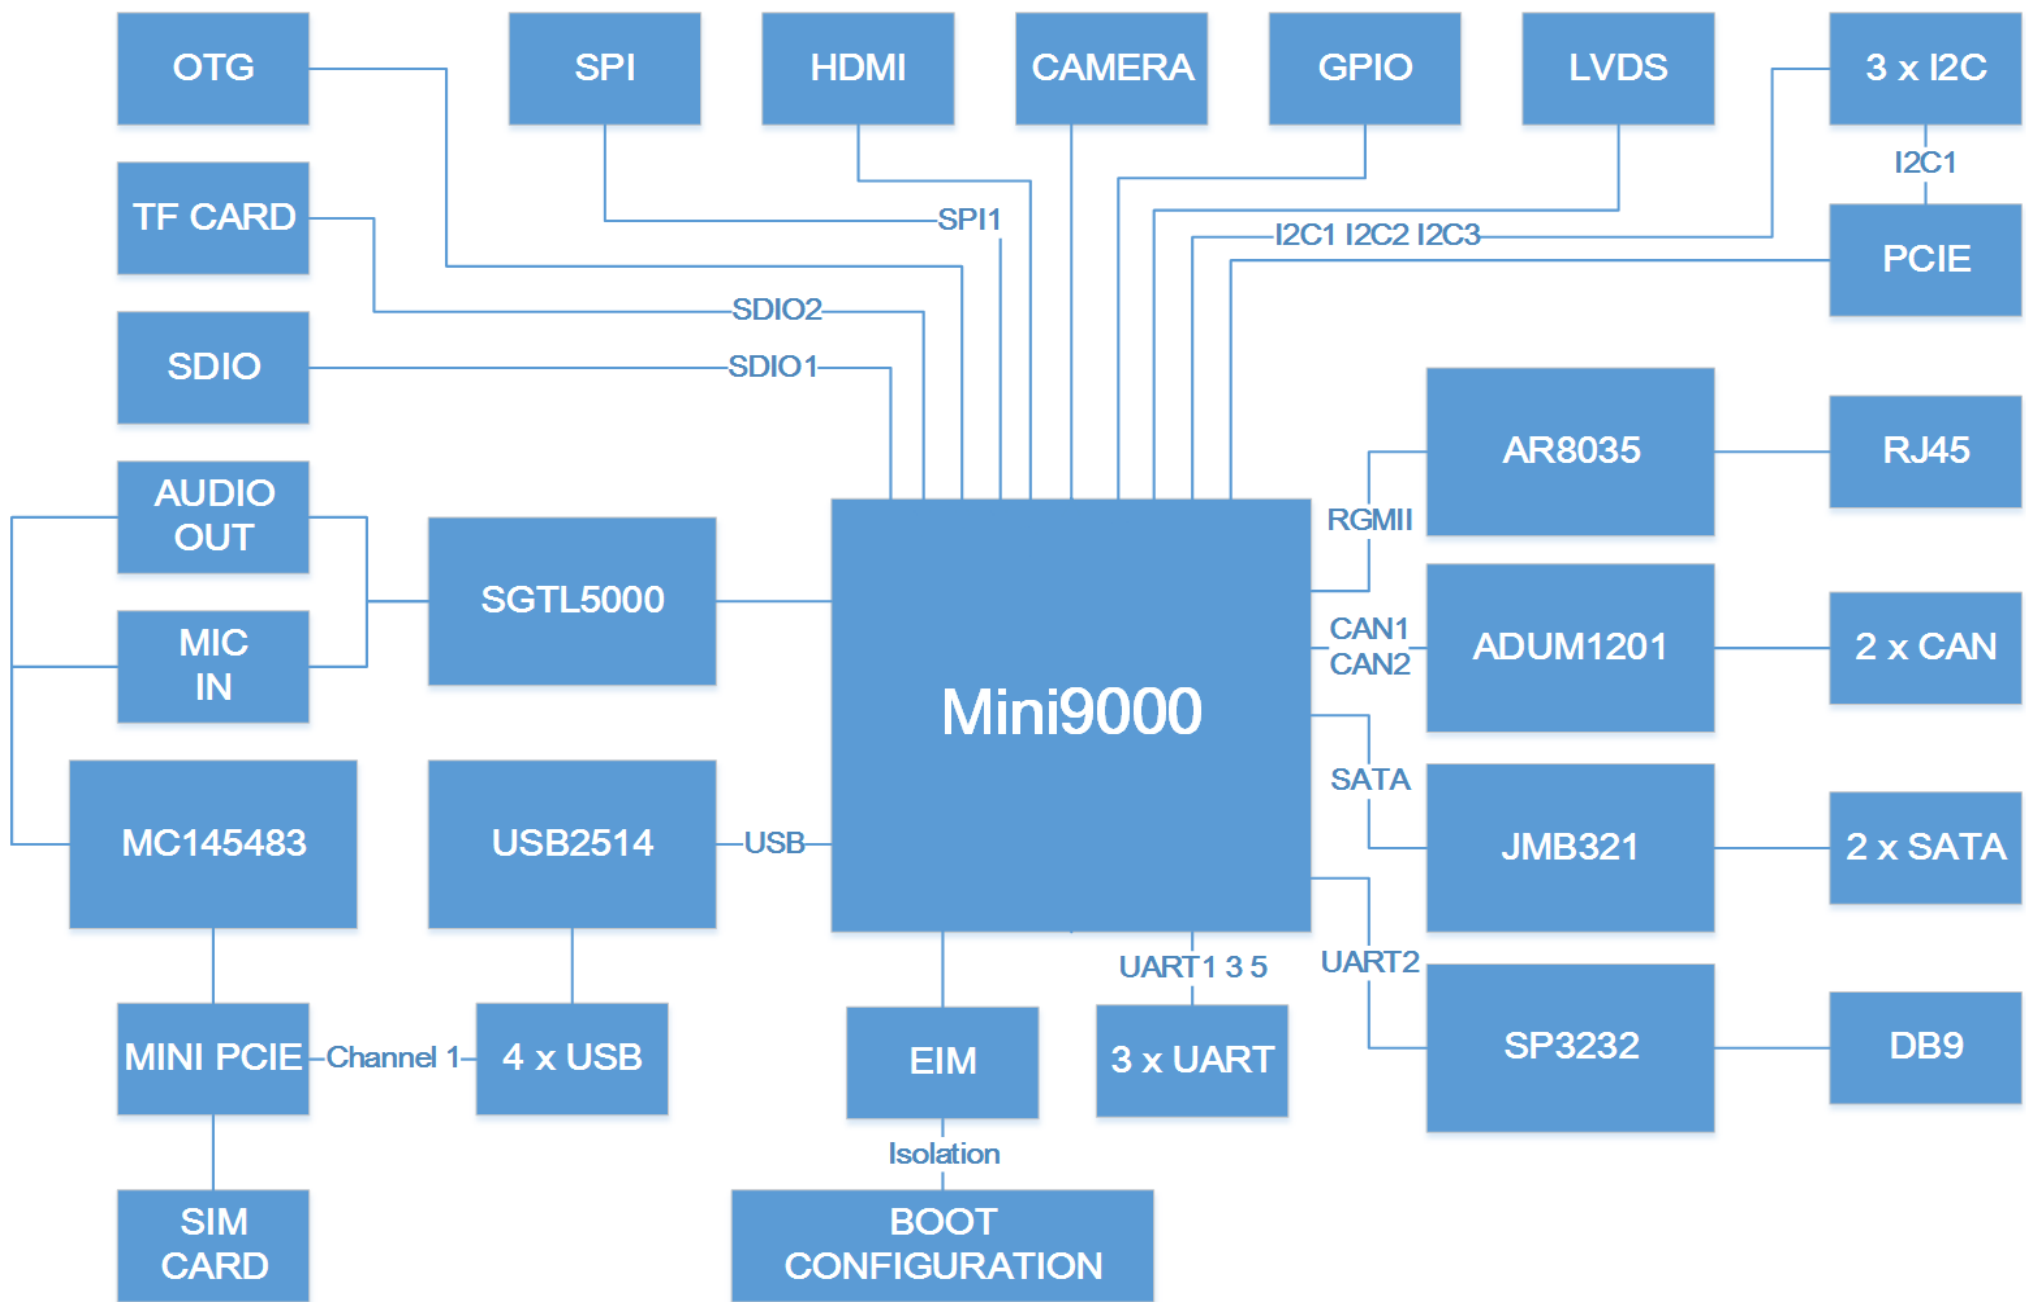 OTG
SPI
HDMI
CAMERA
GPIO
LVDS
3 x I2C
I2C1
TF CARD
SPI1
I2C1 I2C2 I2C3
PCIE
SDIO2
SDIO
SDIO1
AR8035
RJ45
AUDIO
OUT
RGMII
SGTL5000
MIC
IN
CAN1
CAN2
ADUM1201
2 x CAN
Mini9000
SATA
MC145483
USB2514
USB
JMB321
2 x SATA
UART1 3 5
UART2
MINI PCIE
Channel 1
4 x USB
EIM
3 x UART
SP3232
DB9
Isolation
SIM
CARD
BOOT
CONFIGURATION